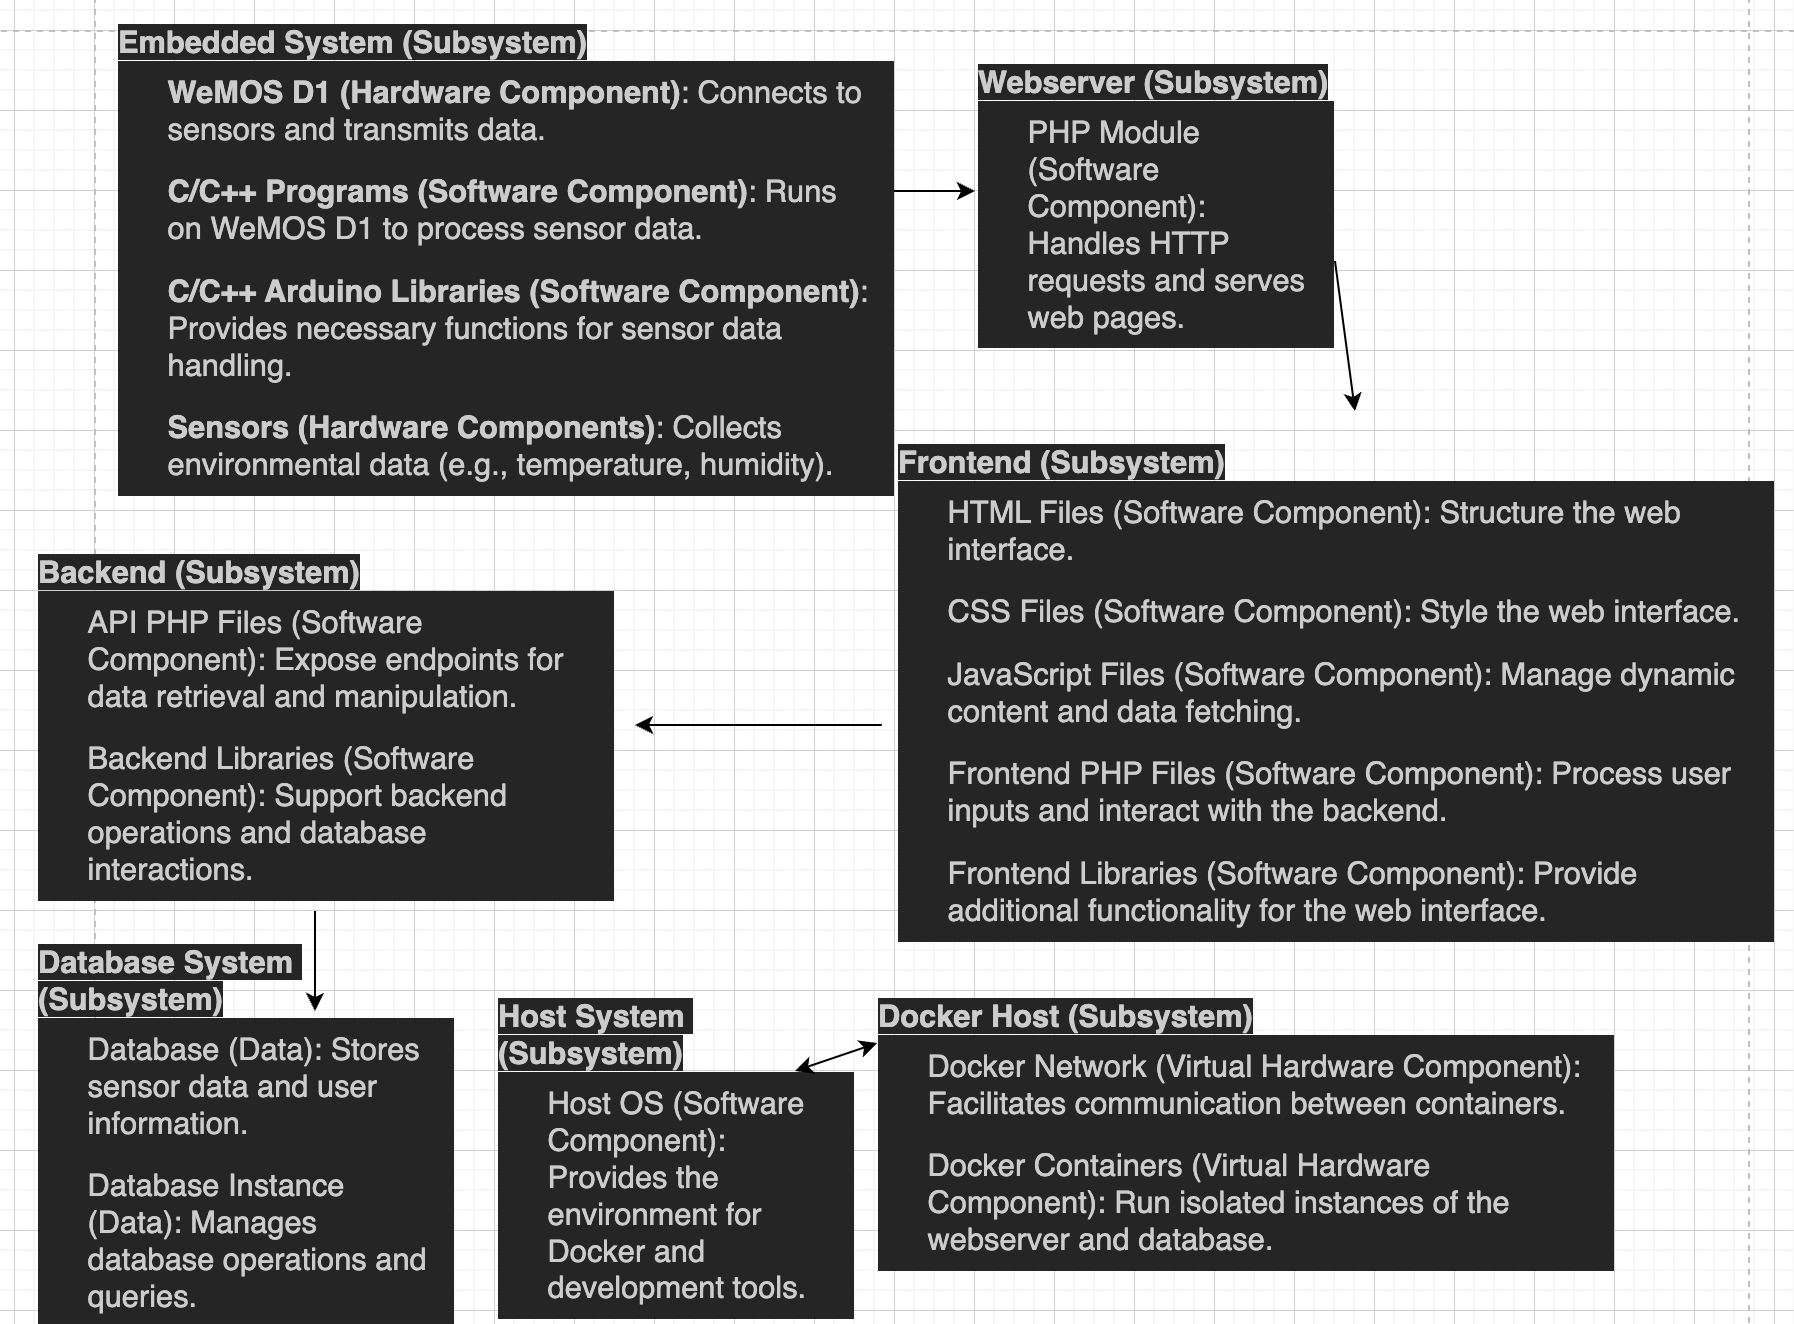 Embedded System (Subsystem)
WeMOS D1 (Hardware Component): Connects to
sensors and transmits data.
C/C++ Programs (Software Component): Runs
on WeMOS D1 to process sensor data.
C/C++ Arduino Libraries (Software Component):
Provides necessary functions for sensor data
handling.
Sensors (Hardware Components): Collects
environmental data (e.g., temperature, humidity).
Webserver (Subsystem)
PHP Module
(Software
Component):
Handles HTTP
requests and serves
web pages.
Frontend (Subsystem)
HTML Files (Software Component): Structure the web
interface.
CSS Files (Software Component): Style the web interface.
JavaScript Files (Software Component): Manage dynamic
content and data fetching.
Frontend PHP Files (Software Component): Process user
inputs and interact with the backend.
Frontend Libraries (Software Component): Provide
additional functionality for the web interface.
Backend (Subsystem)
API PHP Files (Software
Component): Expose endpoints for
data retrieval and manipulation.
Backend Libraries (Software
Component): Support backend
operations and database
interactions.
Database System
(Subsystem)
Database (Data): Stores
sensor data and user
information.
Database Instance
(Data): Manages
database operations and
queries.
Host System
(Subsystem)
Host OS (Software
Component):
Provides the
environment for
Docker and
development tools.
Docker Host (Subsystem)
Docker Network (Virtual Hardware Component):
Facilitates communication between containers.
Docker Containers (Virtual Hardware
Component): Run isolated instances of the
webserver and database.